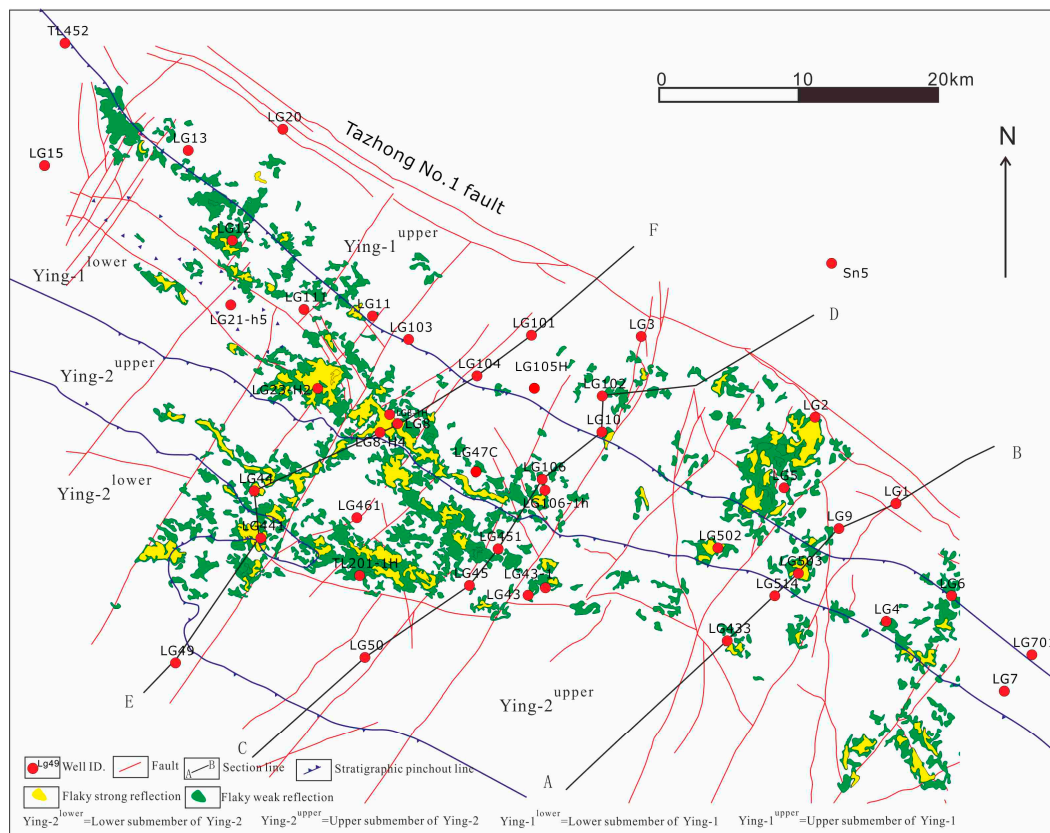 TL452
0 10 20km
LG20
Tazhong No.1 fault
LG13
N
LG15
F
LG12
Ying-1upper
Ying-1lower
Sn5
LG21-h5
LG111
LG11
D
LG103
LG101
LG3
Ying-2upper
LG104
LG105H
LG102
LG23-H2
LG8
LG8-H4
LG10
LG2
B
LG47C
LG106
Ying-2lower
LG44
LG106-1h
LG5
LG1
LG461
LG441
LG451
LG9
LG502
TL201-1H
LG45
LG43-1
LG43
LG503
LG514
LG6
LG4
LG433
LG50
LG49
LG701
LG7
E
Ying-2upper
C
A
Lg49 Well ID. Fault A B Section line Stratigraphic pinchout line
Flaky strong reflection Flaky weak reflection
Ying-2lower=Lower submember of Ying-2 Ying-2upper=Upper submember of Ying-2 Ying-1lower=Lower submember of Ying-1 Ying-1upper=Upper submember of Ying-1